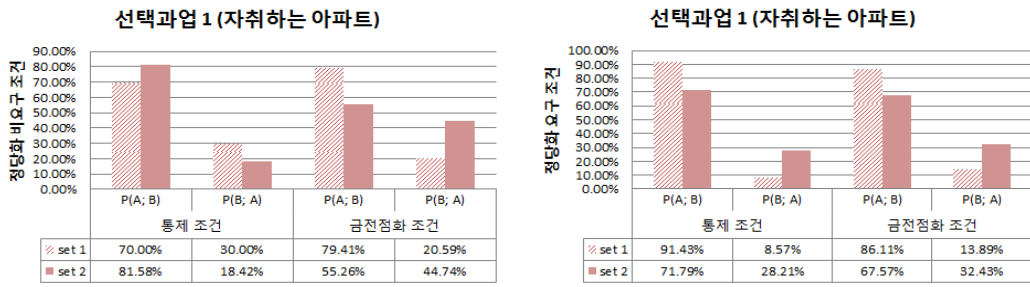 선택과업 1 (자취하는 아파트)
정당화 비요구 조건
90.00%
80.00%
70.00%
60.00%
50.00%
40.00%
30.00%
20.00%
10.00%
0.00%
P(A; B) P(B; A) P(A; B) P(B; A)
통제 조건 금전점화 조건
set 1 70.00% 30.00% 79.41% 20.59%
set 2 81.58% 18.42% 55.26% 44.74%
선택과업 1 (자취하는 아파트)
정당화 요구 조건
100.00%
90.00%
80.00%
70.00%
60.00%
50.00%
40.00%
30.00%
20.00%
10.00%
0.00%
P(A; B) P(B; A) P(A; B) P(B; A)
통제 조건 금전점화 조건
set 1 91.43% 8.57% 86.11% 13.89%
set 2 71.79% 28.21% 67.57% 32.43%